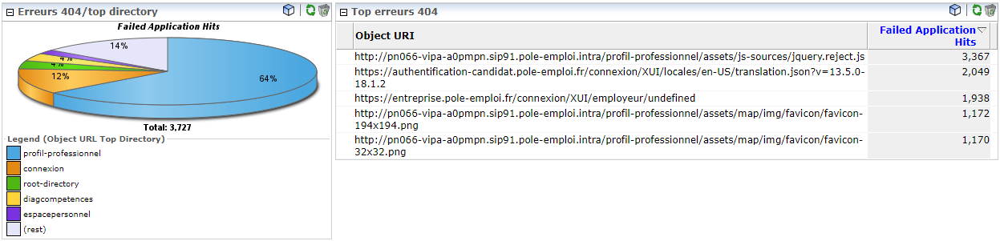 Erreurs 404/top directory
Failed Application Hits
14%
4%
4%
12%
64%
Total: 3,727
Legend (Object URL Top Directory)
profil-professionnel
connexion
root-directory
diagcompetences
espacepersonnel
(rest)
Top erreurs 404
Object URI
Failed Application
Hits
http://pn066-vipa-a0pmpn.sip91.pole-emploi.intra/profil-professionnel/assets/js-sources/jquery.reject.js 3,367
https://authentification-candidat.pole-emploi.fr/connexion/XUI/locales/en-US/translation.json?v=13.5.0- 2,049
18.1.2
https://entreprise.pole-emploi.fr/connexion/XUI/employeur/undefined 1,938
http://pn066-vipa-a0pmpn.sip91.pole-emploi.intra/profil-professionnel/assets/map/img/favicon/favicon- 1,172
194x194.png
http://pn066-vipa-a0pmpn.sip91.pole-emploi.intra/profil-professionnel/assets/map/img/favicon/favicon- 1,170
32x32.png